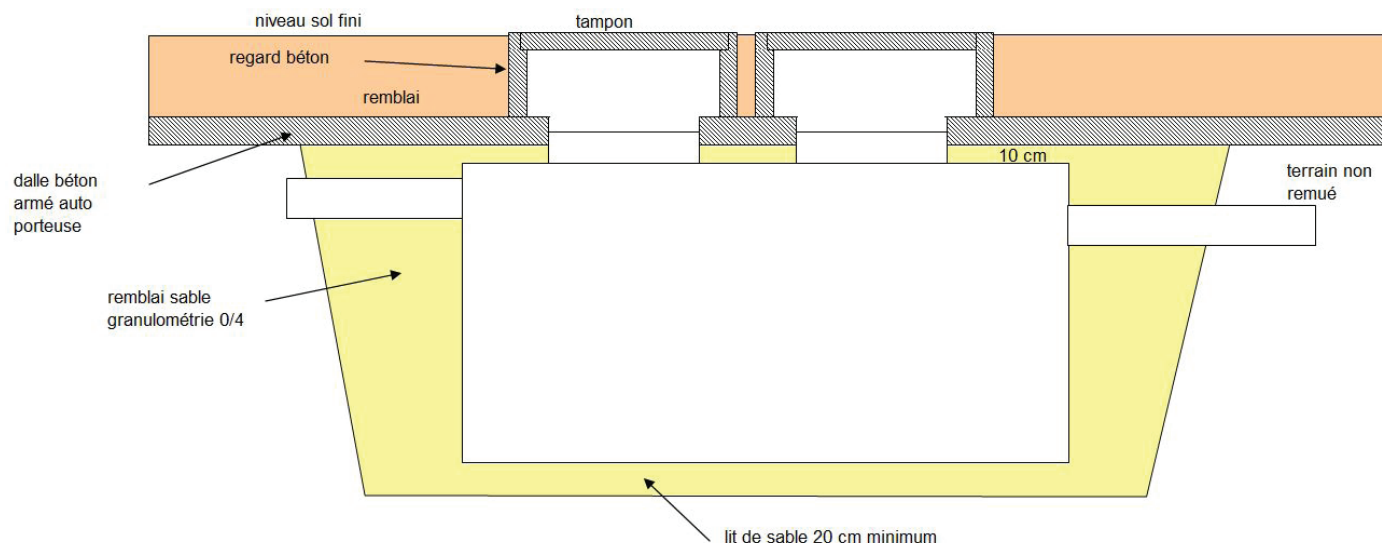 niveau sol fini
tampon
regard béton
remblai
10 cm
dalle béton
armé auto
porteuse
terrain non
remué
remblai sable
granulométrie 0/4
lit de sable 20 cm minimum